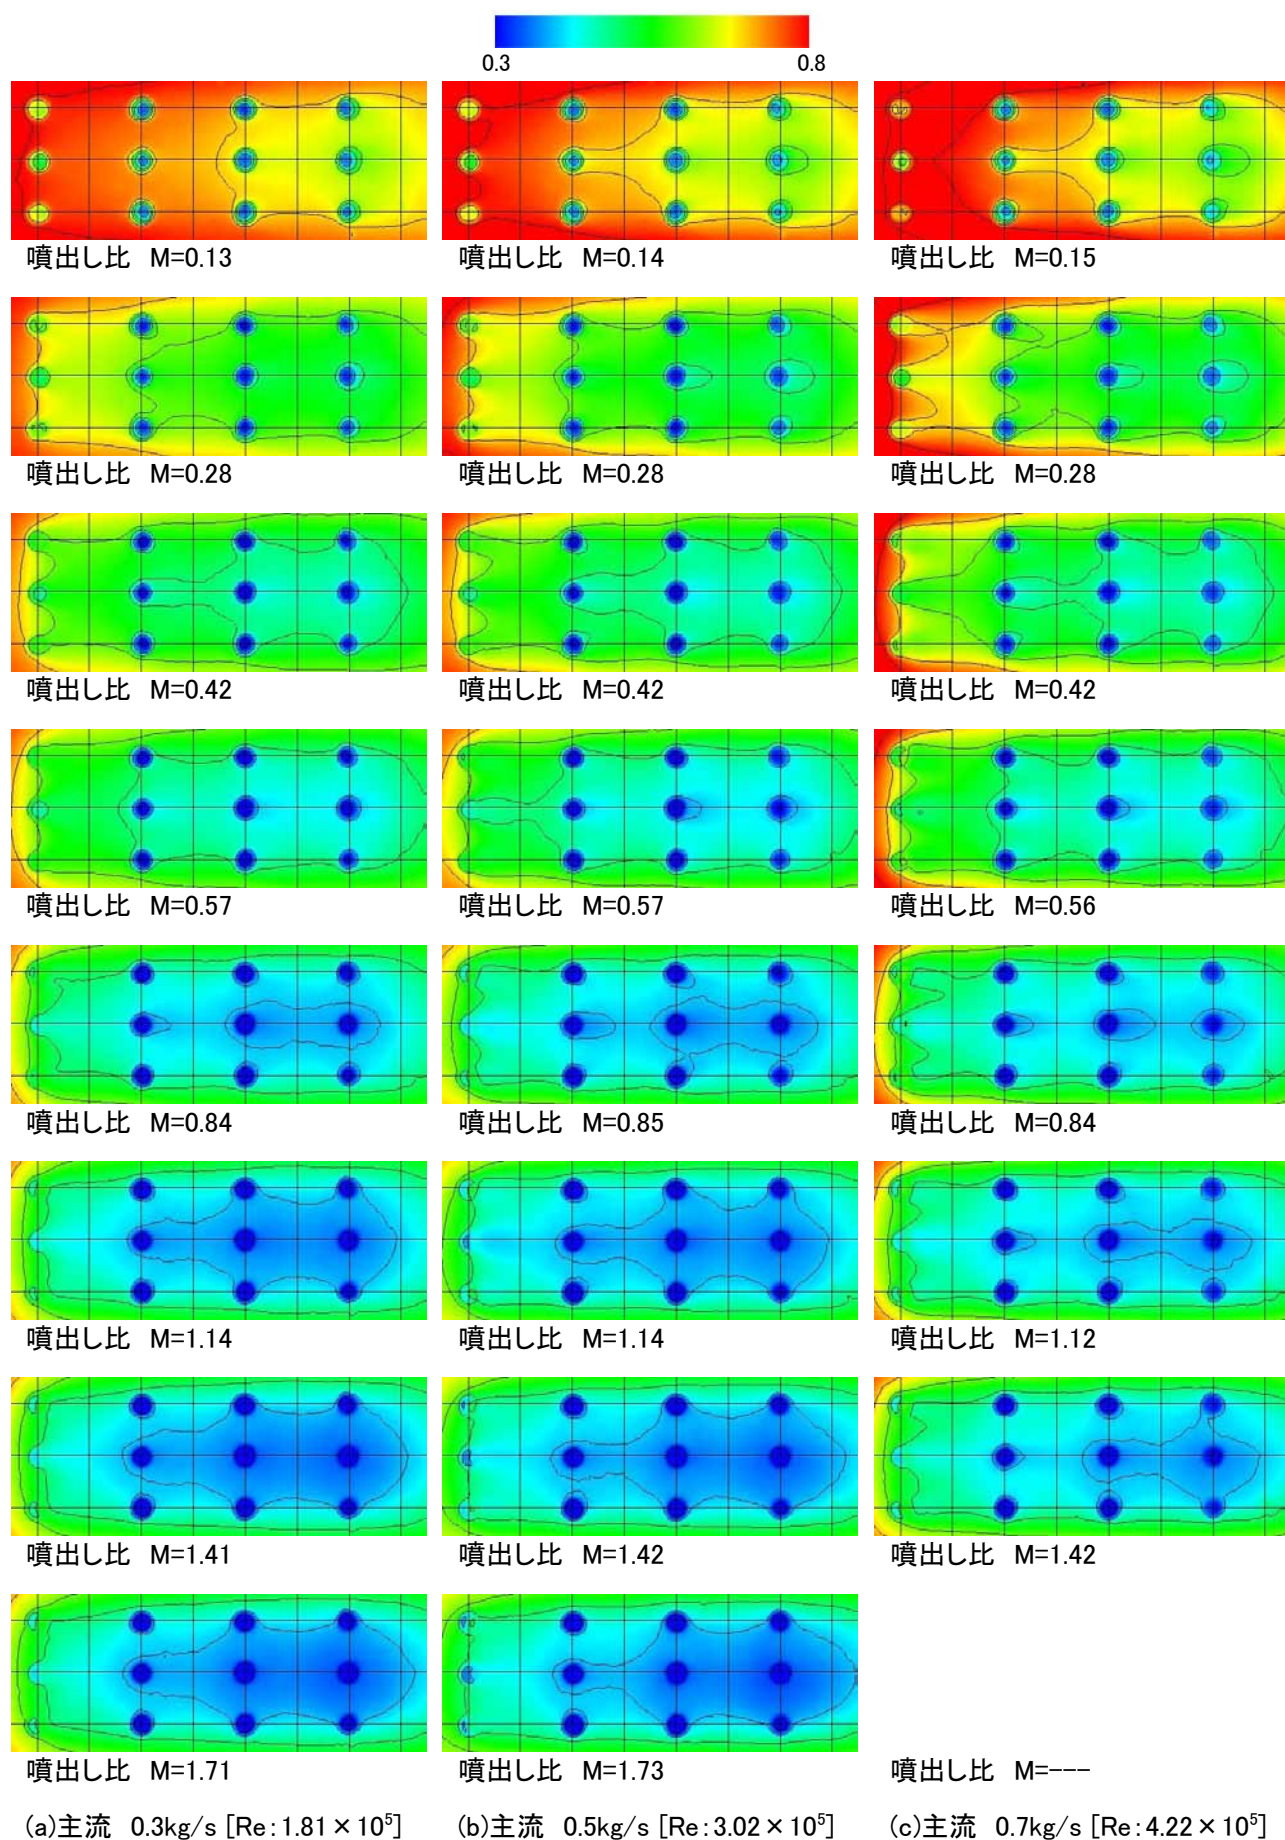 0.3 0.8
噴出し比 M=0.13 噴出し比 M=0.14 噴出し比 M=0.15
噴出し比 M=0.28 噴出し比 M=0.28 噴出し比 M=0.28
噴出し比 M=0.42 噴出し比 M=0.42 噴出し比 M=0.42
噴出し比 M=0.57 噴出し比 M=0.57 噴出し比 M=0.56
噴出し比 M=0.84 噴出し比 M=0.85 噴出し比 M=0.84
噴出し比 M=1.14 噴出し比 M=1.14 噴出し比 M=1.12
噴出し比 M=1.41 噴出し比 M=1.42 噴出し比 M=1.42
噴出し比 M=1.71 噴出し比 M=1.73 噴出し比 M=---
(a)主流 0.3kg/s [Re:1.81×10⁵] (b)主流 0.5kg/s [Re:3.02×10⁵] (c)主流 0.7kg/s [Re:4.22×10⁵]